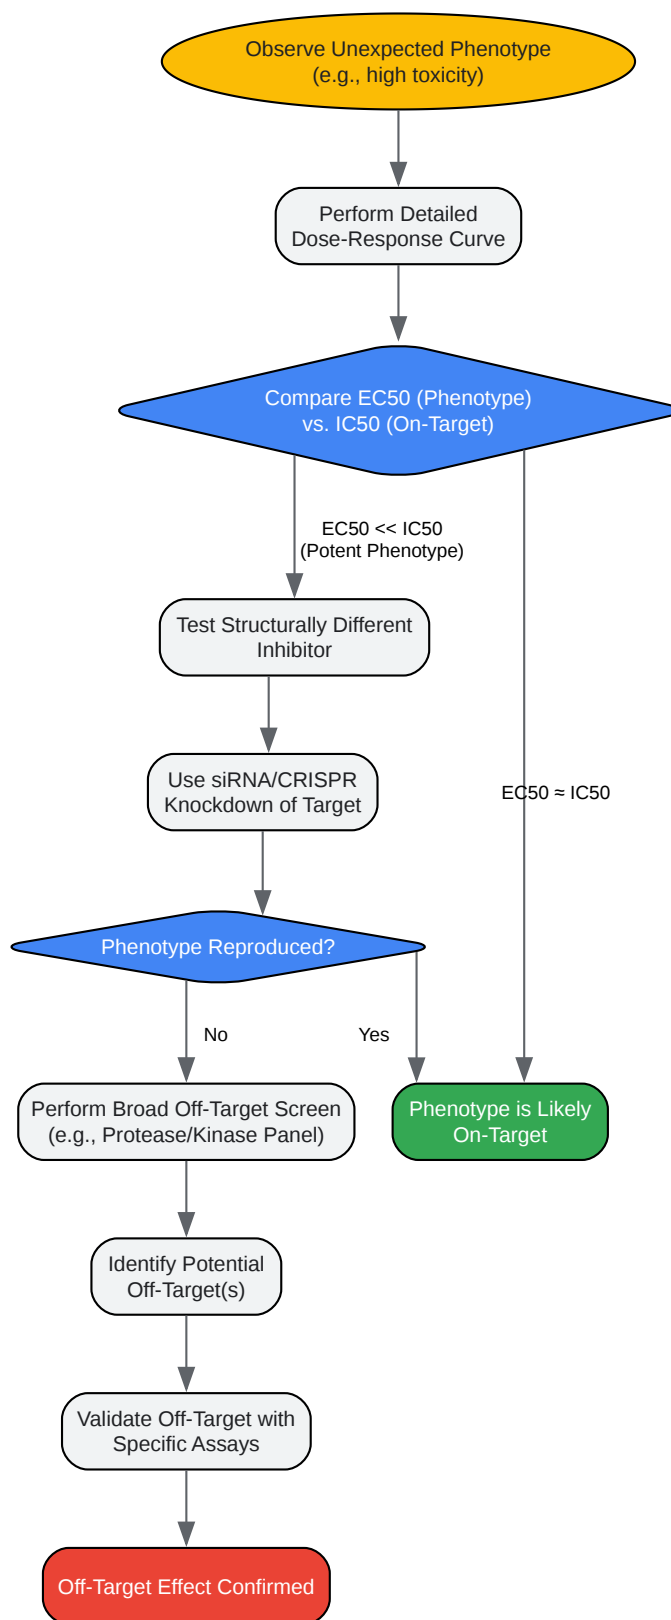 Observe Unexpected Phenotype
(e.g., high toxicity)
Perform Detailed
Dose-Response Curve
Compare EC50 (Phenotype)
vs. IC50 (On-Target)
EC50 << IC50
(Potent Phenotype)
Test Structurally Different
Inhibitor
Use siRNA/CRISPR
Knockdown of Target
EC50 ≈ IC50
Phenotype Reproduced?
No
Yes
Perform Broad Off-Target Screen
(e.g., Protease/Kinase Panel)
Phenotype is Likely
On-Target
Identify Potential
Off-Target(s)
Validate Off-Target with
Specific Assays
Off-Target Effect Confirmed